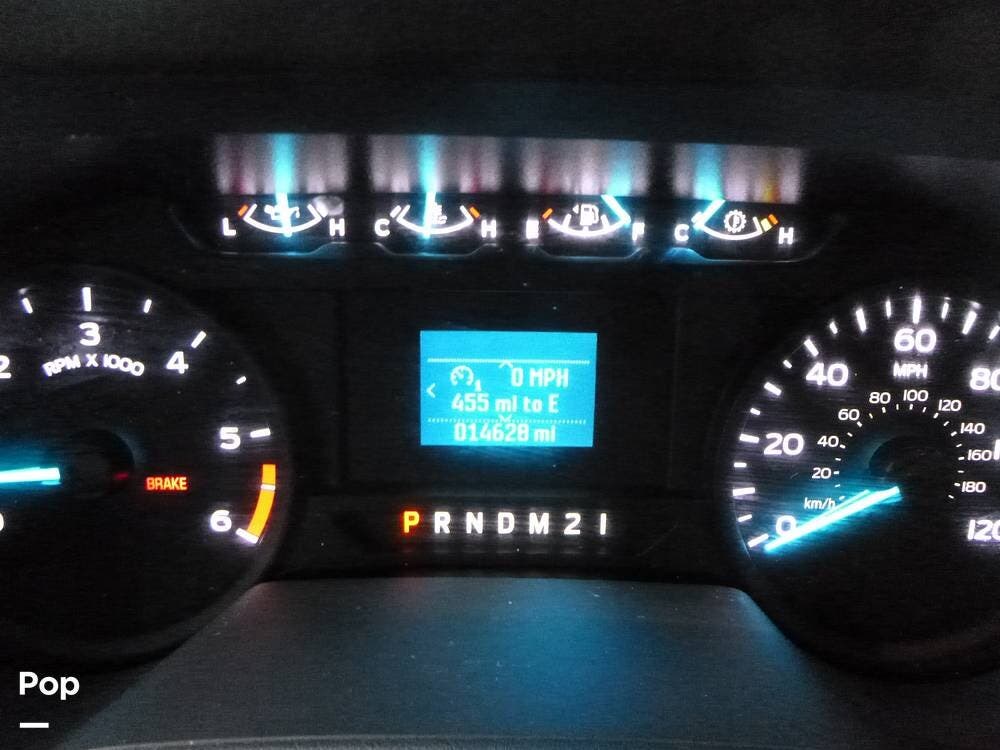 L H C H E F C H
2 3 4 5 6
RPM X 1000
BRAKE
0 MPH
455 mi to E
014628 mi
P R N D M 2 1
0 20 40 60 80 120
MPH
20 40 60 80 100 120 140 160 180
km/h
Pop